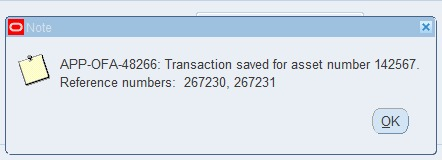 Note
APP-OFA-48266: Transaction saved for asset number 142567.
Reference numbers: 267230, 267231
OK